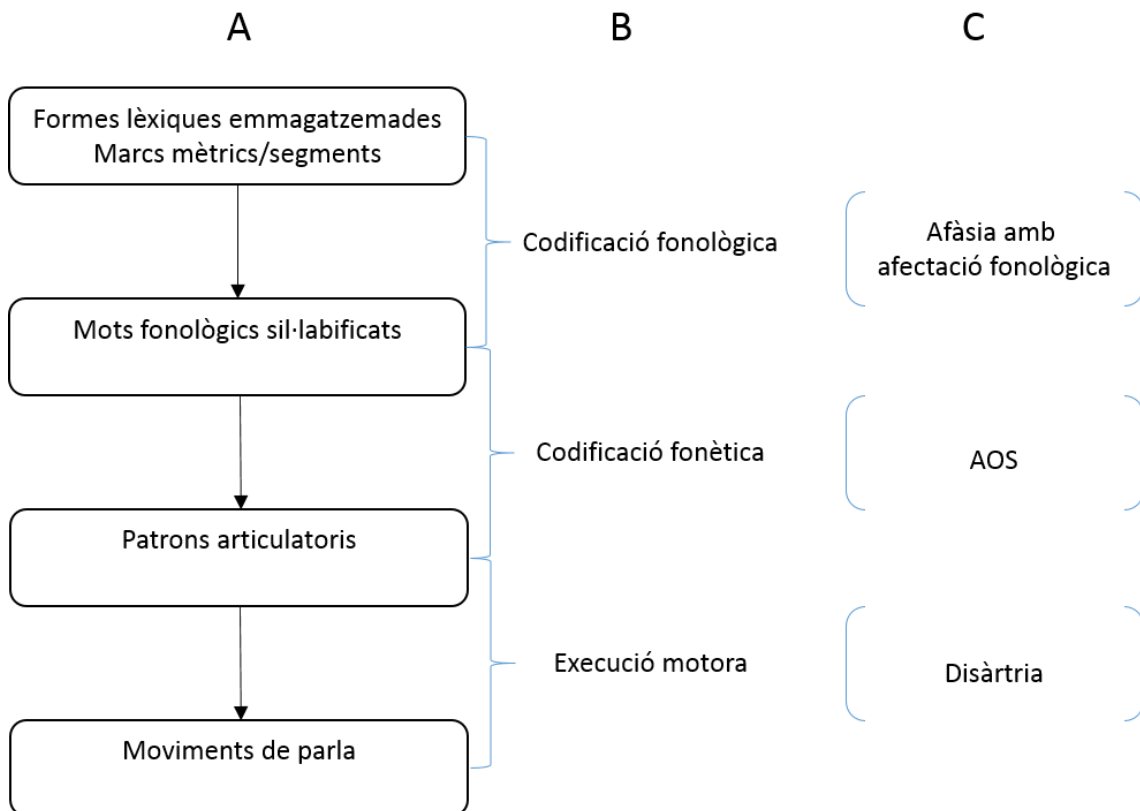 A
B
C
Formes lèxiques emmagatzemades
Marcs mètrics/segments
Codificació fonològica
Afàsia amb
afectació fonològica
Mots fonològics sil·labificats
Codificació fonètica
AOS
Patrons articulatoris
Execució motora
Disàrtria
Moviments de parla